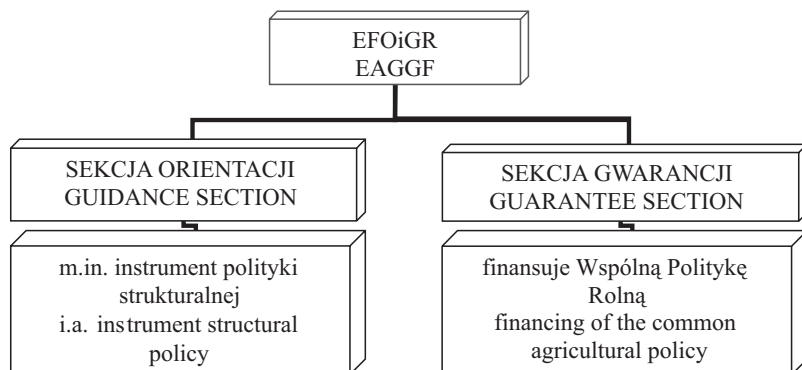 EFOiGR
EAGGF
SEKCJA ORIENTACJI
GUIDANCE SECTION
SEKCJA GWARANCJI
GUARANTEE SECTION
m.in. instrument polityki
strukturalnej
i.a. instrument structural
policy
finansuje Wspólną Politykę
Rolną
financing of the common
agricultural policy